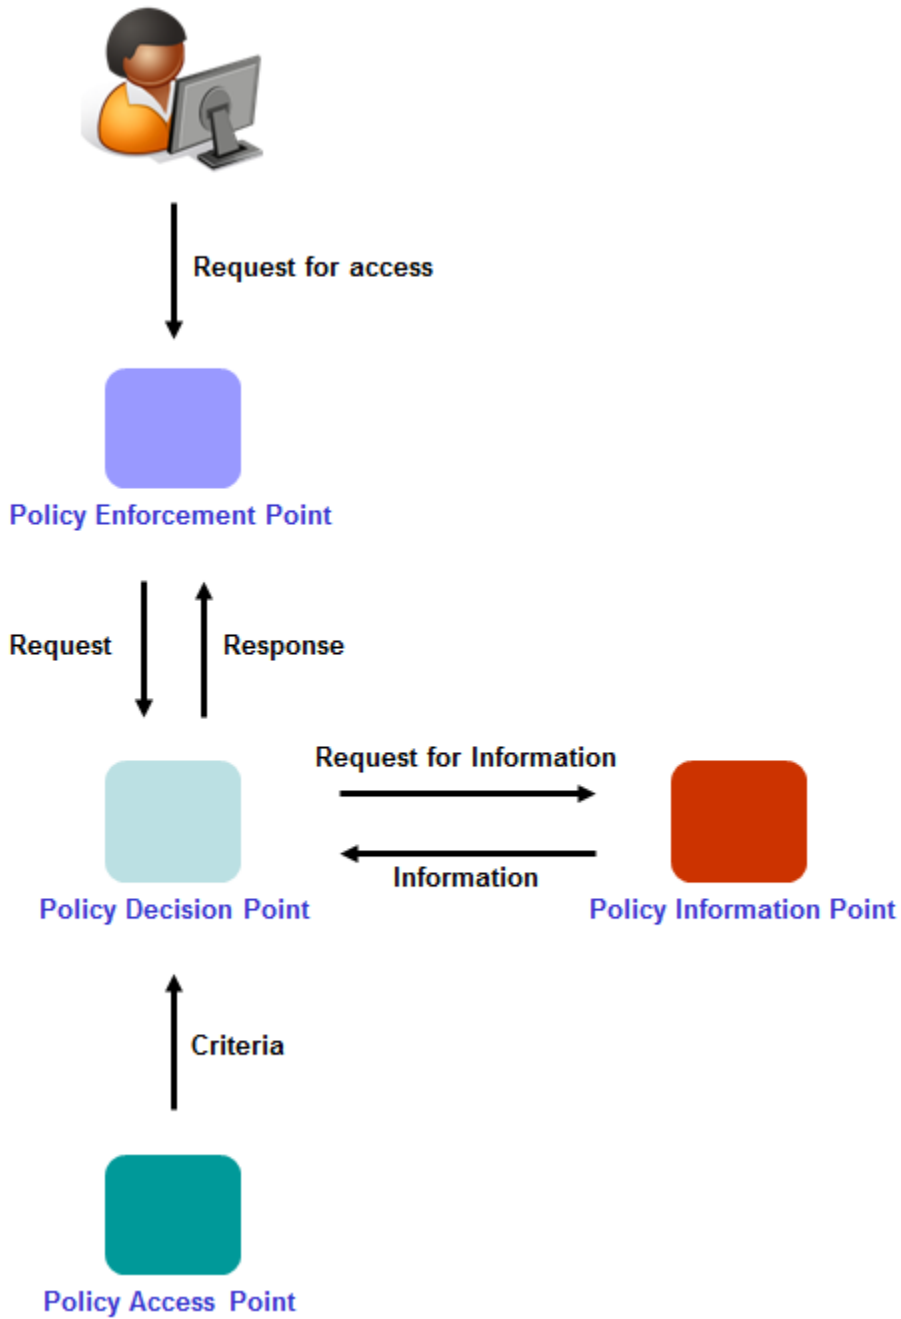 Request for access
Policy Enforcement Point
Request
Response
Request for Information
Information
Policy Decision Point
Policy Information Point
Criteria
Policy Access Point